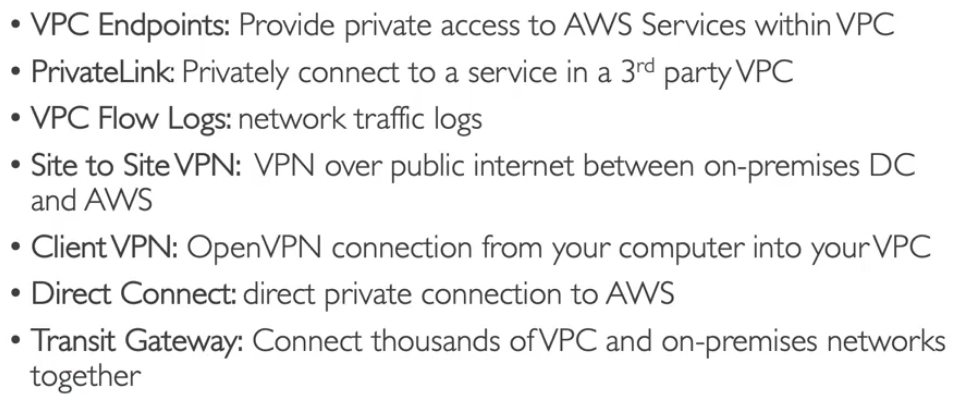 • VPC Endpoints: Provide private access to AWS Services within VPC
• PrivateLink: Privately connect to a service in a 3rd party VPC
• VPC Flow Logs: network traffic logs
• Site to Site VPN: VPN over public internet between on-premises DC
and AWS
• Client VPN: OpenVPN connection from your computer into your VPC
• Direct Connect: direct private connection to AWS
• Transit Gateway: Connect thousands of VPC and on-premises networks
together